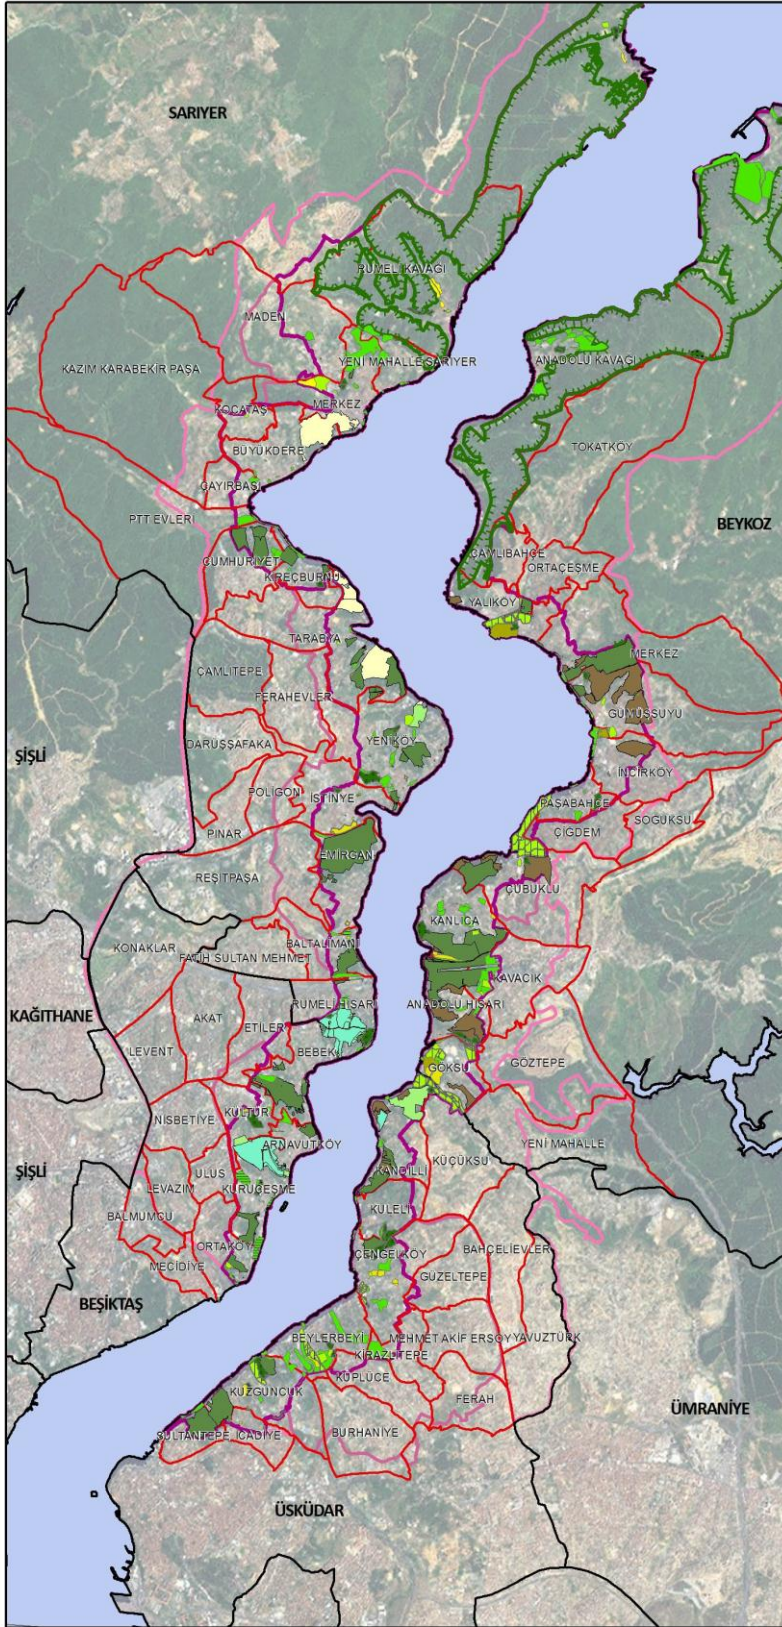 SARIYER
RUMEL KAVAĞI
MADEN
YENİ MAHALLE SARIYER
ANADOLU KAVAĞI
KAZIM KARABEKİR PAŞA
MERKEZ
KOCATAŞ
BÜYÜKDERE
TOKATKÖY
ÇAYIRBAŞI
PTT EVLERİ
BEYKOZ
CUMHURİYET
ÇAMLIBAHÇE
ORTAÇEŞME
KİREÇBURNU
YALIKÖY
TARABYA
MERKEZ
ÇAMLITEPE
FERAHEVLER
GÜMÜŞSUYU
DARUŞŞAFAKA
YENİKÖY
ŞİŞLİ
İNCİRKÖY
POLİGON
İSTİNYE
PAŞABAHÇE
SOĞUKSU
PINAR
ÇİĞDEM
EMİRGAN
REŞİTPAŞA
ÇUBUKLU
KANLICA
KONAKLAR
BALTALİMANI
FATİH SULTAN MEHMET
KAVACIK
RUMELİ HİSARI
ANADOLU HİSARI
KAĞITHANE
AKAT
ETİLER
LEVENT
BEBEK
GÖKSU
GÖZTEPE
NİSBETİYE
KÜLTÜR
ARNAVUTKÖY
YENİ MAHALLE
KÜÇÜKSU
ŞİŞLİ
ULUS
KANDİLLİ
LEVAZIM
KURUÇEŞME
KULELİ
BALMUMCU
ORTAKÖY
BAHÇELİEVLER
MECİDİYE
ÇENGELKÖY
GÜZELTEPE
BEŞİKTAŞ
BEYLERBEYİ
MEHMET AKİF ERSOY
YAVUZTÜRK
KİRAZLITEPE
KÜPLÜCE
KUZGUNCUK
FERAH
ÜMRANİYE
SULTANTEPE
İCADİYE
BURHANİYE
ÜSKÜDAR